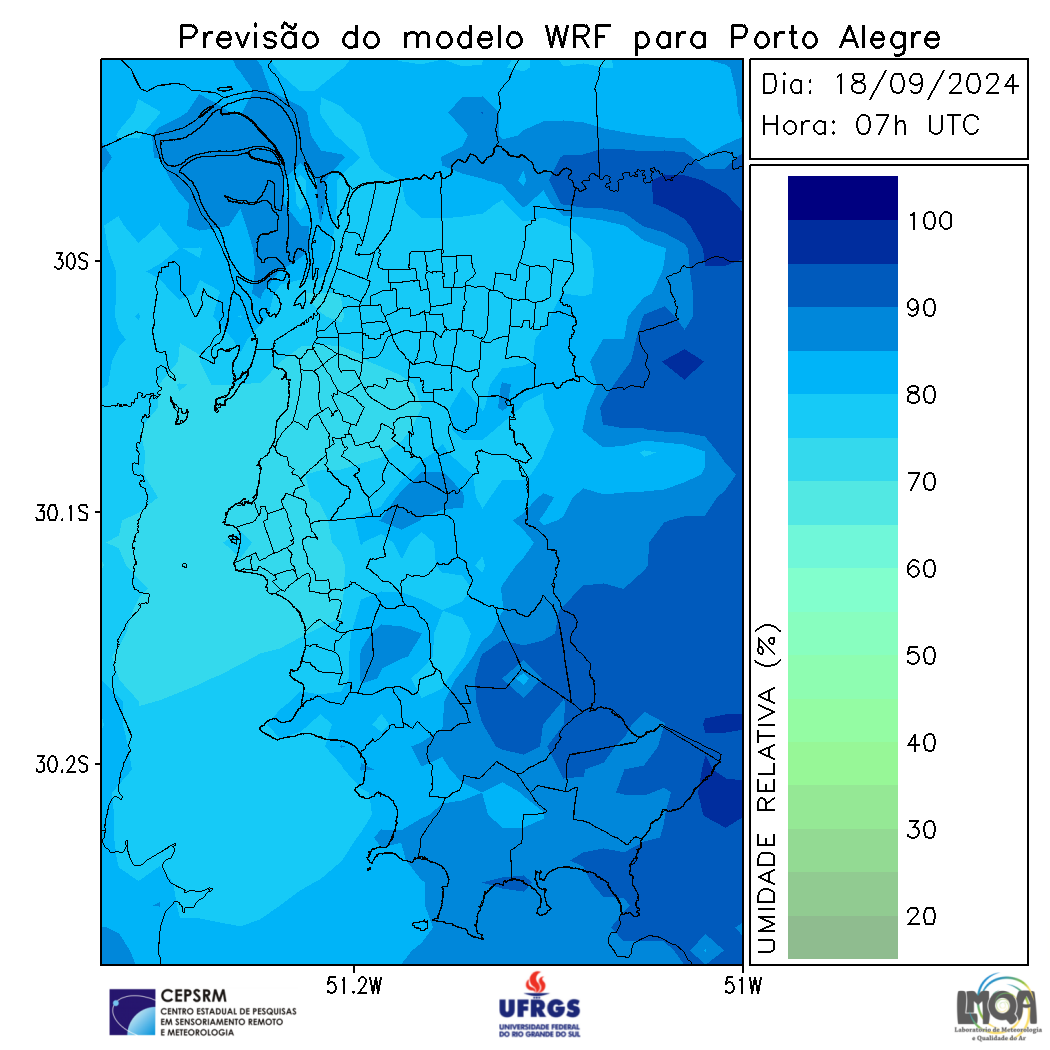 Previsão do modelo WRF para Porto Alegre
Dia: 18/09/2024
Hora: 07h UTC
30S
30.1S
30.2S
51.2W
51W
100
90
80
70
60
50
40
30
20
UMIDADE RELATIVA (%)
CEPSRM
CENTRO ESTADUAL DE PESQUISAS
EM SENSORIAMENTO REMOTO
E METEOROLOGIA
UFRGS
UNIVERSIDADE FEDERAL
DO RIO GRANDE DO SUL
LMQA
Laboratório de Meteorologia
e Qualidade do Ar